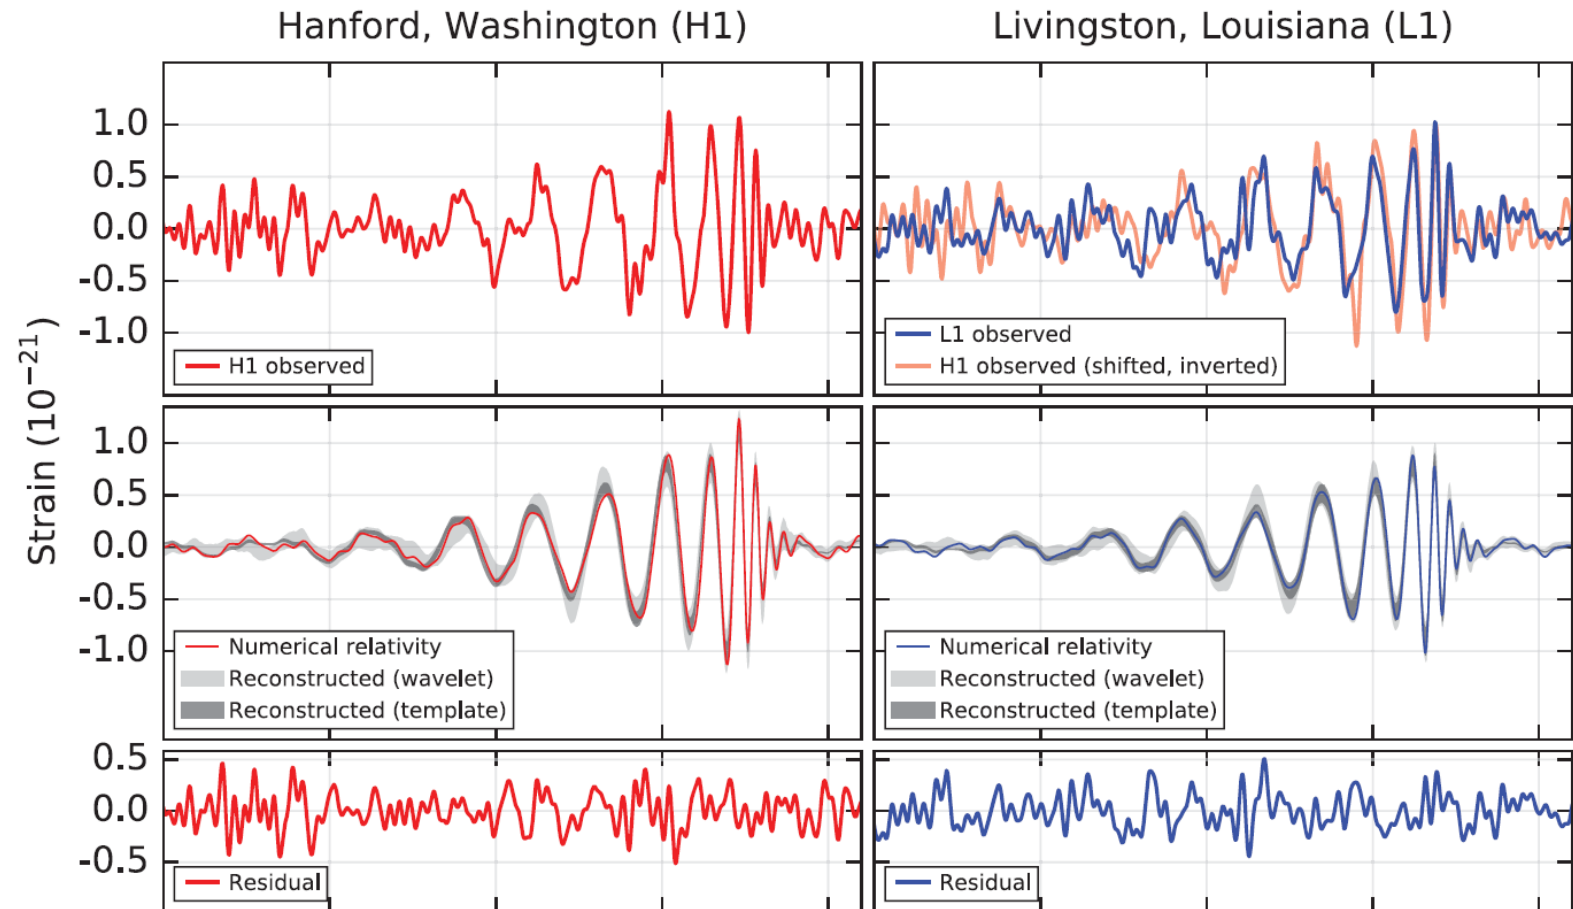 Hanford, Washington (H1)
Livingston, Louisiana (L1)
Strain (10⁻²¹)
1.0
0.5
0.0
-0.5
-1.0
H1 observed
L1 observed
H1 observed (shifted, inverted)
1.0
0.5
0.0
-0.5
-1.0
Numerical relativity
Reconstructed (wavelet)
Reconstructed (template)
Numerical relativity
Reconstructed (wavelet)
Reconstructed (template)
0.5
0.0
-0.5
Residual
Residual